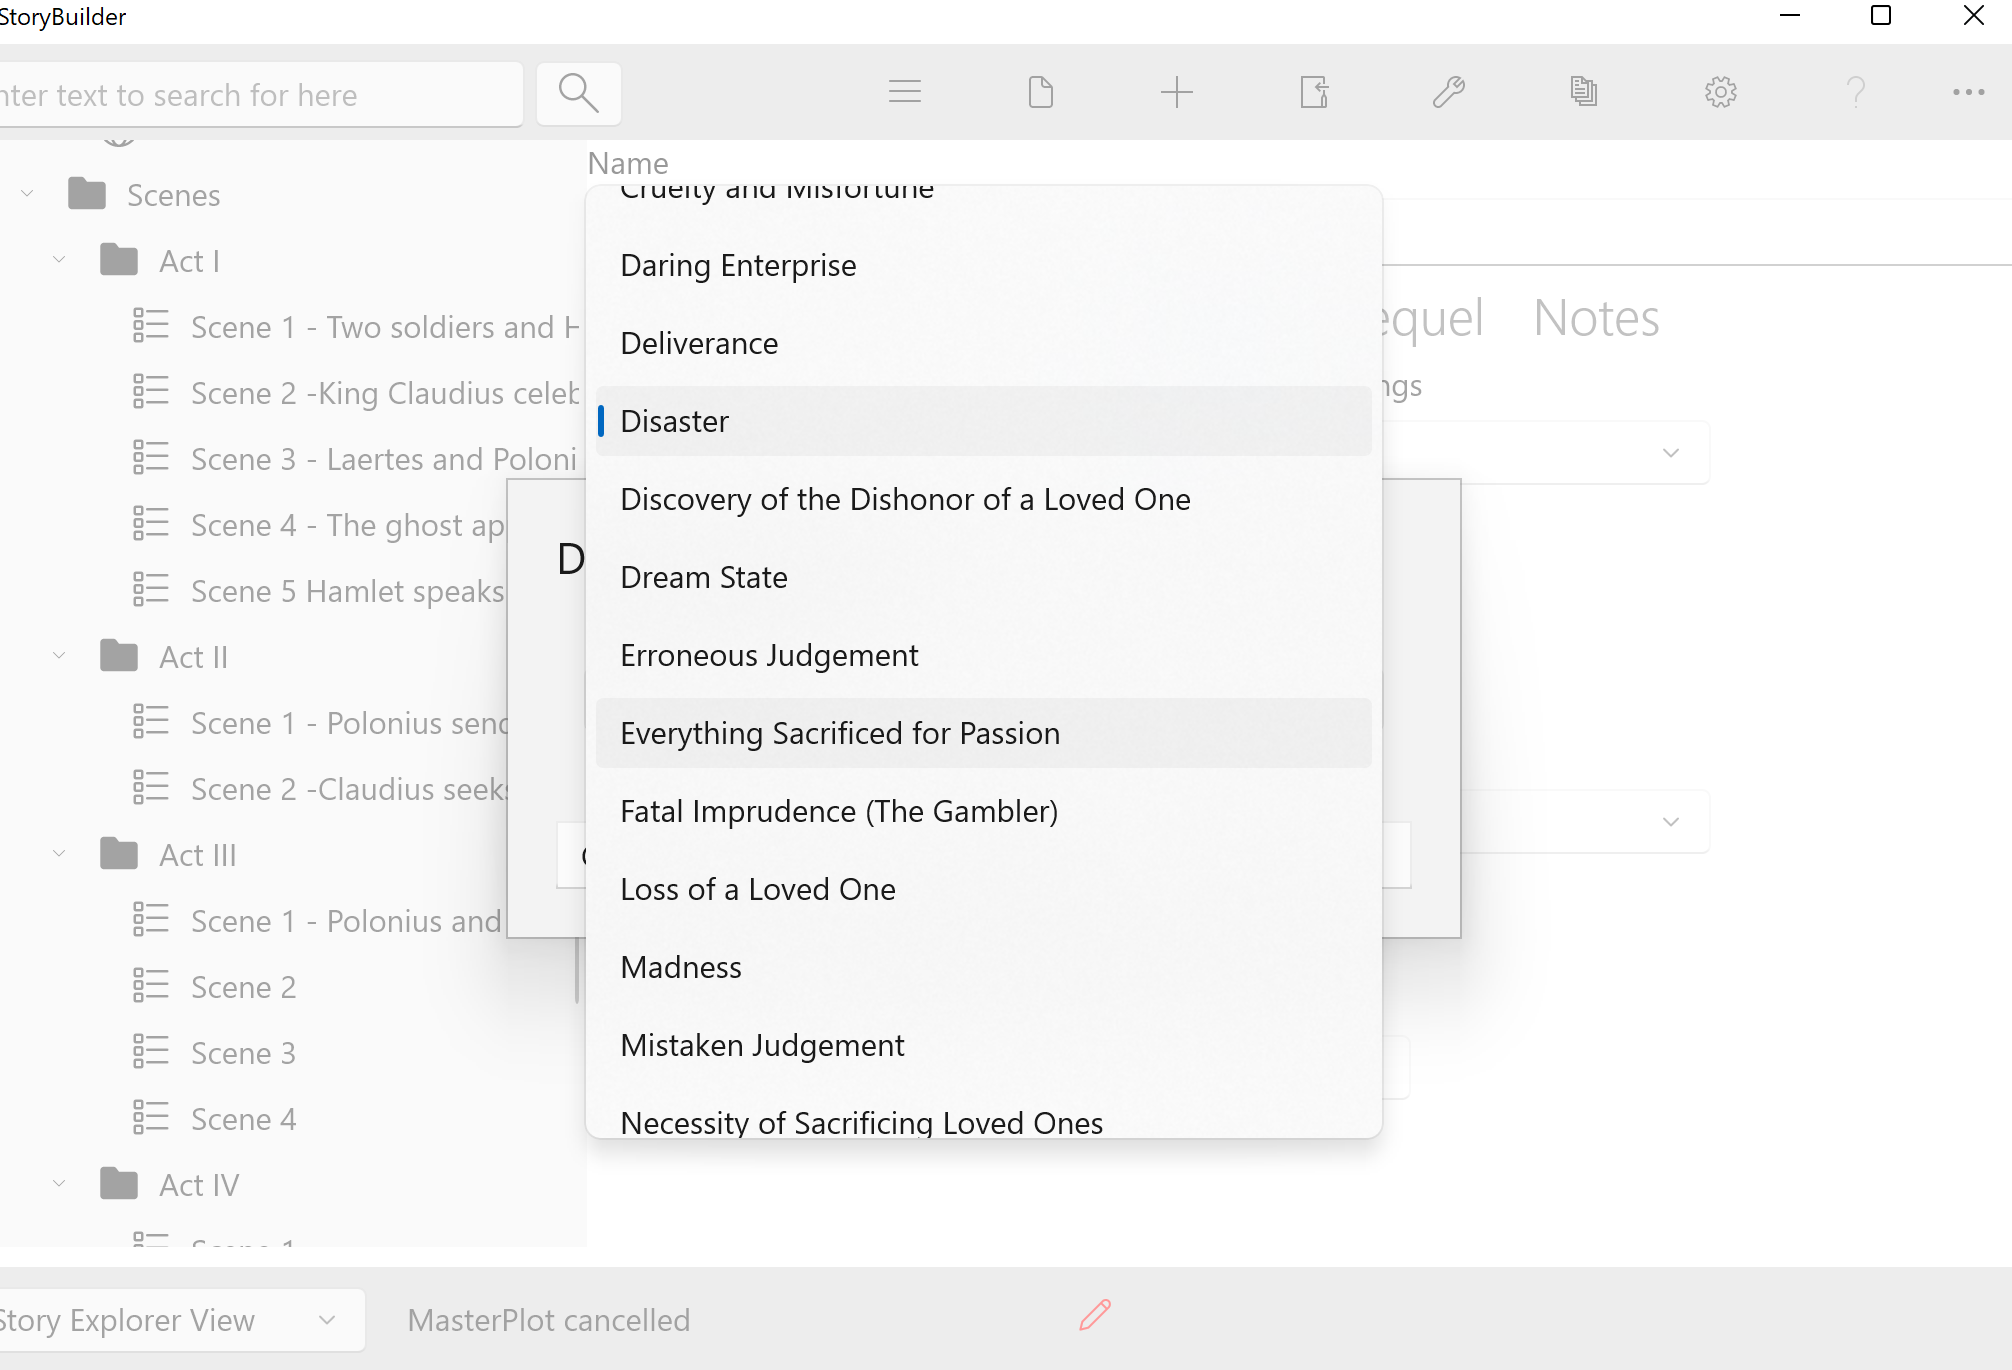 StoryBuilder
nter text to search for here
Name
Scenes
Act I
Scene 1 - Two soldiers and H
Scene 2 -King Claudius celeb
Scene 3 - Laertes and Poloni
Scene 4 - The ghost ap
Scene 5 Hamlet speaks
Act II
Scene 1 - Polonius send
Scene 2 -Claudius seeks
Act III
Scene 1 - Polonius and
Scene 2
Scene 3
Scene 4
Act IV
Scene 1
Cruelty and Misfortune
Daring Enterprise
Deliverance
Disaster
Discovery of the Dishonor of a Loved One
Dream State
Erroneous Judgement
Everything Sacrificed for Passion
Fatal Imprudence (The Gambler)
Loss of a Loved One
Madness
Mistaken Judgement
Necessity of Sacrificing Loved Ones
equel Notes
ngs
D
Story Explorer View
MasterPlot cancelled